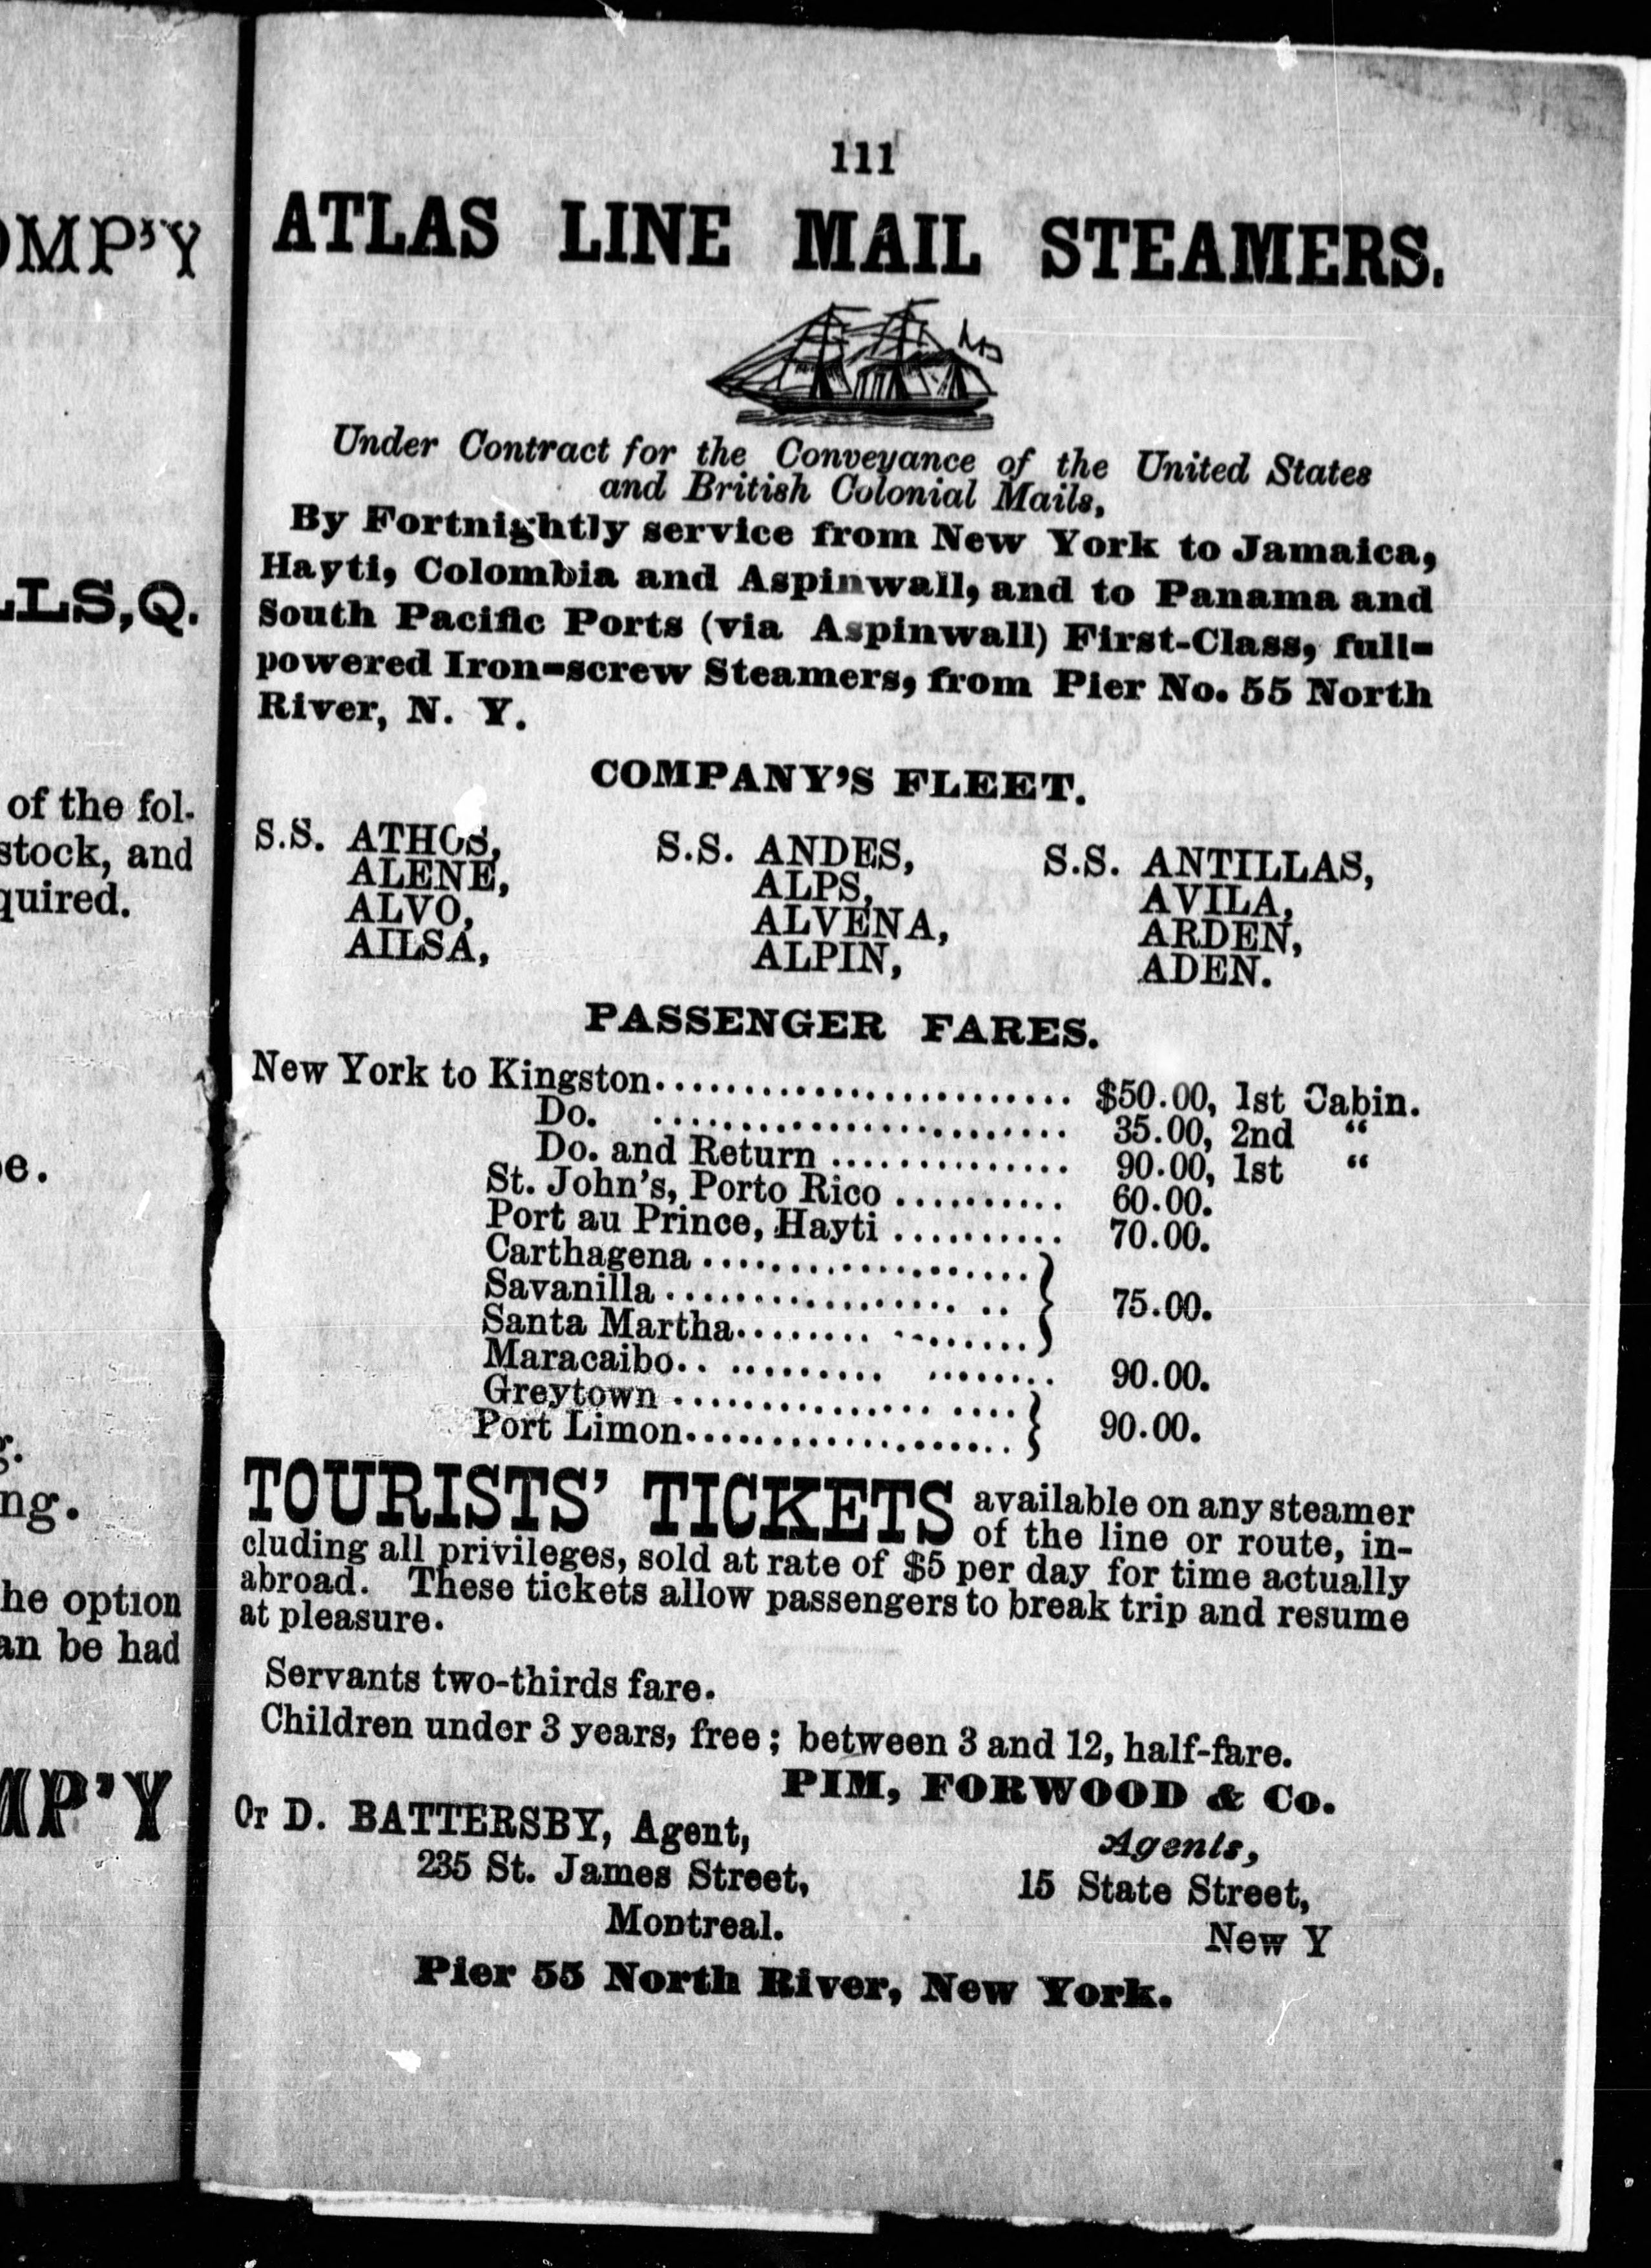 OMP'Y
LLS, Q.
of the fol-
stock, and
quired.
e.
g.
ng.
he option
an be had
MP'Y
111
ATLAS LINE MAIL STEAMERS.
Under Contract for the Conveyance of the United States
and British Colonial Mails,
By Fortnightly service from New York to Jamaica,
Hayti, Colombia and Aspinwall, and to Panama and
South Pacific Ports (via Aspinwall) First-Class, full-
powered Iron-screw Steamers, from Pier No. 55 North
River, N. Y.
COMPANY'S FLEET.
S.S. ATHOS, S.S. ANDES, S.S. ANTILLAS,
ALENE, ALPS, AVILA,
ALVO, ALVENA, ARDEN,
AILSA, ALPIN, ADEN.
PASSENGER FARES.
New York to Kingston........................ $50.00, 1st Cabin.
Do. ........................ 35.00, 2nd "
Do. and Return .............. 90.00, 1st "
St. John's, Porto Rico .......... 60.00.
Port au Prince, Hayti .......... 70.00.
Carthagena ................... }
Savanilla ................. .. } 75.00.
Santa Martha........ ........ }
Maracaibo.. .......... ........ 90.00.
Greytown ............... .... }
Port Limon................... } 90.00.
TOURISTS' TICKETS available on any steamer
of the line or route, in-
cluding all privileges, sold at rate of $5 per day for time actually
abroad. These tickets allow passengers to break trip and resume
at pleasure.
Servants two-thirds fare.
Children under 3 years, free; between 3 and 12, half-fare.
PIM, FORWOOD & Co.
Or D. BATTERSBY, Agent, Agents,
235 St. James Street, 15 State Street,
Montreal. New Y
Pier 55 North River, New York.